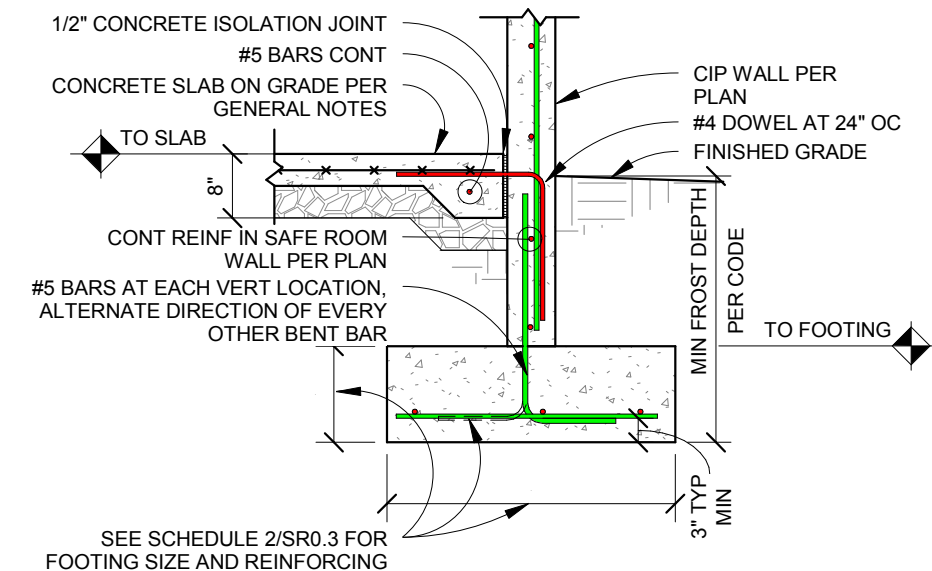 1/2" CONCRETE ISOLATION JOINT
#5 BARS CONT
CONCRETE SLAB ON GRADE PER
GENERAL NOTES
TO SLAB
8"
CONT REINF IN SAFE ROOM
WALL PER PLAN
#5 BARS AT EACH VERT LOCATION,
ALTERNATE DIRECTION OF EVERY
OTHER BENT BAR
SEE SCHEDULE 2/SR0.3 FOR
FOOTING SIZE AND REINFORCING
CIP WALL PER
PLAN
#4 DOWEL AT 24" OC
FINISHED GRADE
MIN FROST DEPTH
PER CODE
TO FOOTING
3" TYP
MIN